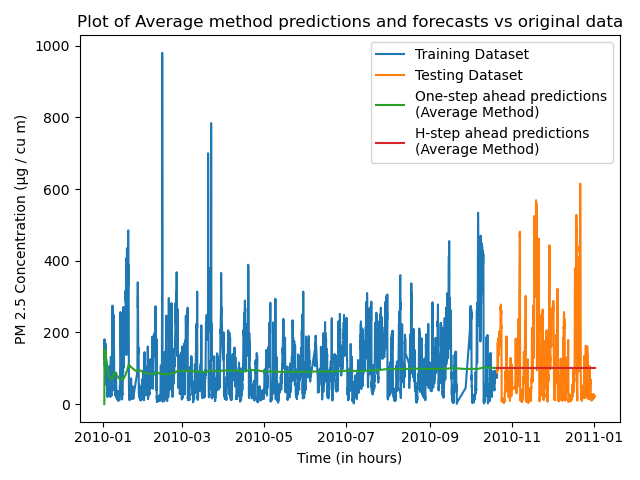 Plot of Average method predictions and forecasts vs original data
Training Dataset
Testing Dataset
One-step ahead predictions
(Average Method)
H-step ahead predictions
(Average Method)
PM 2.5 Concentration (μg / cu m)
1000
800
600
400
200
0
2010-01 2010-03 2010-05 2010-07 2010-09 2010-11 2011-01
Time (in hours)